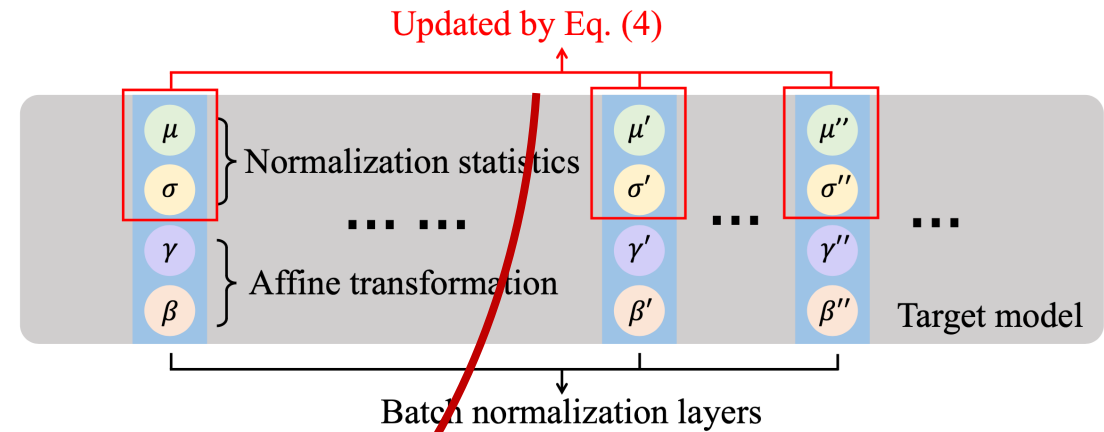 Updated by Eq. (4)
μ μ′ μ′′
Normalization statistics
σ σ′ σ′′
... ... ... ...
γ γ′ γ′′
Affine transformation
β β′ β′′
Target model
Batch normalization layers